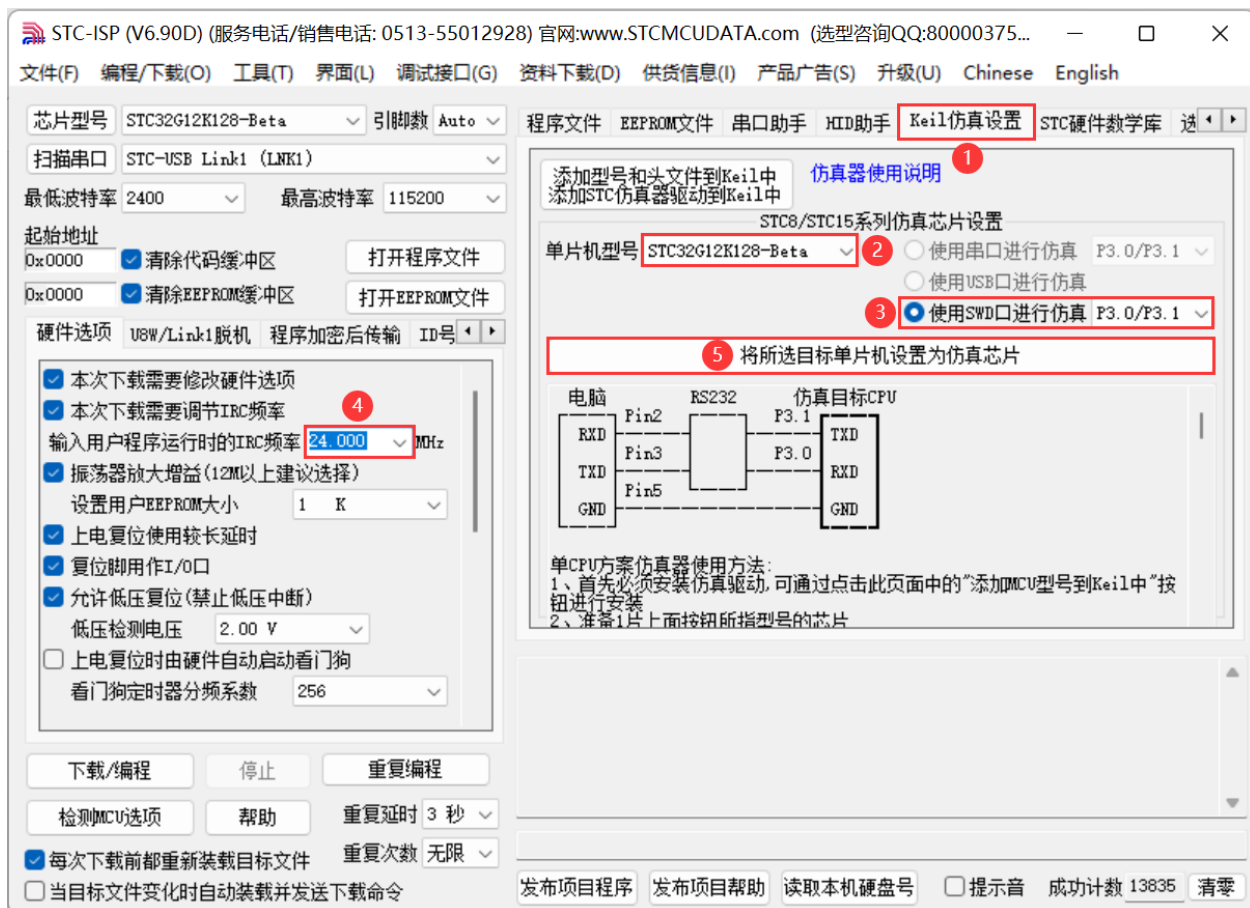 STC-ISP (V6.90D) (服务电话/销售电话: 0513-55012928) 官网:www.STCMCUDATA.com (选型咨询QQ:80000375...
文件(F) 编程/下载(O) 工具(T) 界面(L) 调试接口(G) 资料下载(D) 供货信息(I) 产品广告(S) 升级(U) Chinese English
芯片型号 STC32G12K128-Beta 引脚数 Auto
扫描串口 STC-USB Link1 (LNK1)
最低波特率 2400 最高波特率 115200
起始地址
0x0000 清除代码缓冲区 打开程序文件
0x0000 清除EEPROM缓冲区 打开EEPROM文件
硬件选项 U8W/Link1脱机 程序加密后传输 ID号
本次下载需要修改硬件选项
本次下载需要调节IRC频率
4
输入用户程序运行时的IRC频率 24.000 MHz
振荡器放大增益(12M以上建议选择)
设置用户EEPROM大小 1 K
上电复位使用较长延时
复位脚用作I/O口
允许低压复位(禁止低压中断)
低压检测电压 2.00 V
上电复位时由硬件自动启动看门狗
看门狗定时器分频系数 256
下载/编程 停止 重复编程
检测MCU选项 帮助 重复延时 3 秒
每次下载前都重新装载目标文件 重复次数 无限
当目标文件变化时自动装载并发送下载命令
程序文件 EEPROM文件 串口助手 HID助手 Keil仿真设置 STC硬件数学库 选
1
添加型号和头文件到Keil中
添加STC仿真器驱动到Keil中
仿真器使用说明
STC8/STC15系列仿真芯片设置
单片机型号 STC32G12K128-Beta 2 使用串口进行仿真 P3.0/P3.1
使用USB口进行仿真
3 使用SWD口进行仿真 P3.0/P3.1
5 将所选目标单片机设置为仿真芯片
电脑 RS232 仿真目标CPU
Pin2 P3.1
RXD TXD
Pin3 P3.0
TXD RXD
Pin5
GND GND
单CPU方案仿真器使用方法:
1、首先必须安装仿真驱动,可通过点击此页面中的"添加MCU型号到Keil中"按
钮进行安装
2、准备1片上面按钮所指型号的芯片
发布项目程序 发布项目帮助 读取本机硬盘号 提示音 成功计数 13835 清零